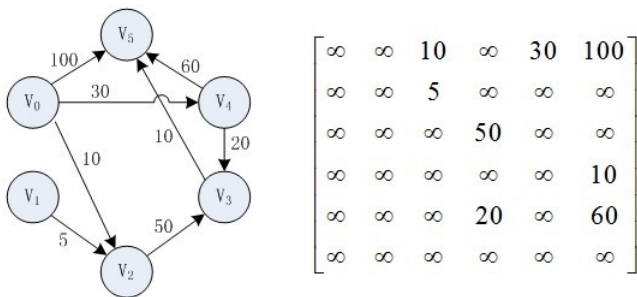 V5
100
60
V0
30
V4
10
20
10
V1
V3
5
50
V2
∞ ∞ 10 ∞ 30 100
∞ ∞ 5 ∞ ∞ ∞
∞ ∞ ∞ 50 ∞ ∞
∞ ∞ ∞ ∞ ∞ 10
∞ ∞ ∞ 20 ∞ 60
∞ ∞ ∞ ∞ ∞ ∞